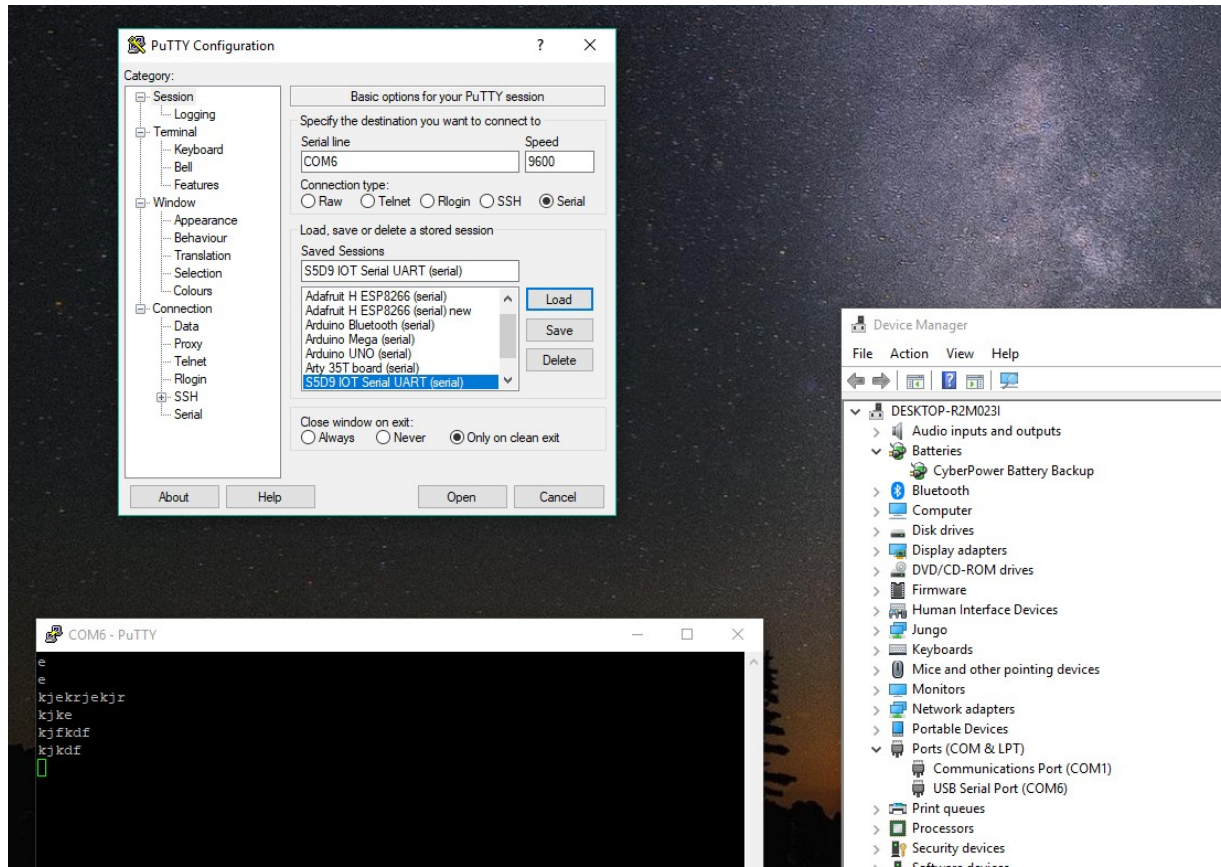 PuTTY Configuration
?
Category:
Session
Logging
Terminal
Keyboard
Bell
Features
Window
Appearance
Behaviour
Translation
Selection
Colours
Connection
Data
Proxy
Telnet
Rlogin
SSH
Serial
Basic options for your PuTTY session
Specify the destination you want to connect to
Serial line Speed
COM6 9600
Connection type:
Raw Telnet Rlogin SSH Serial
Load, save or delete a stored session
Saved Sessions
S5D9 IOT Serial UART (serial)
Adafruit H ESP8266 (serial)
Adafruit H ESP8266 (serial) new
Arduino Bluetooth (serial)
Arduino Mega (serial)
Arduino UNO (serial)
Arty 35T board (serial)
S5D9 IOT Serial UART (serial)
Load
Save
Delete
Close window on exit:
Always Never Only on clean exit
About Help Open Cancel
COM6 - PuTTY
e
e
kjekrjekjr
kjke
kjfkdf
kjkdf
Device Manager
File Action View Help
DESKTOP-R2M023I
Audio inputs and outputs
Batteries
CyberPower Battery Backup
Bluetooth
Computer
Disk drives
Display adapters
DVD/CD-ROM drives
Firmware
Human Interface Devices
Jungo
Keyboards
Mice and other pointing devices
Monitors
Network adapters
Portable Devices
Ports (COM & LPT)
Communications Port (COM1)
USB Serial Port (COM6)
Print queues
Processors
Security devices
Software devices